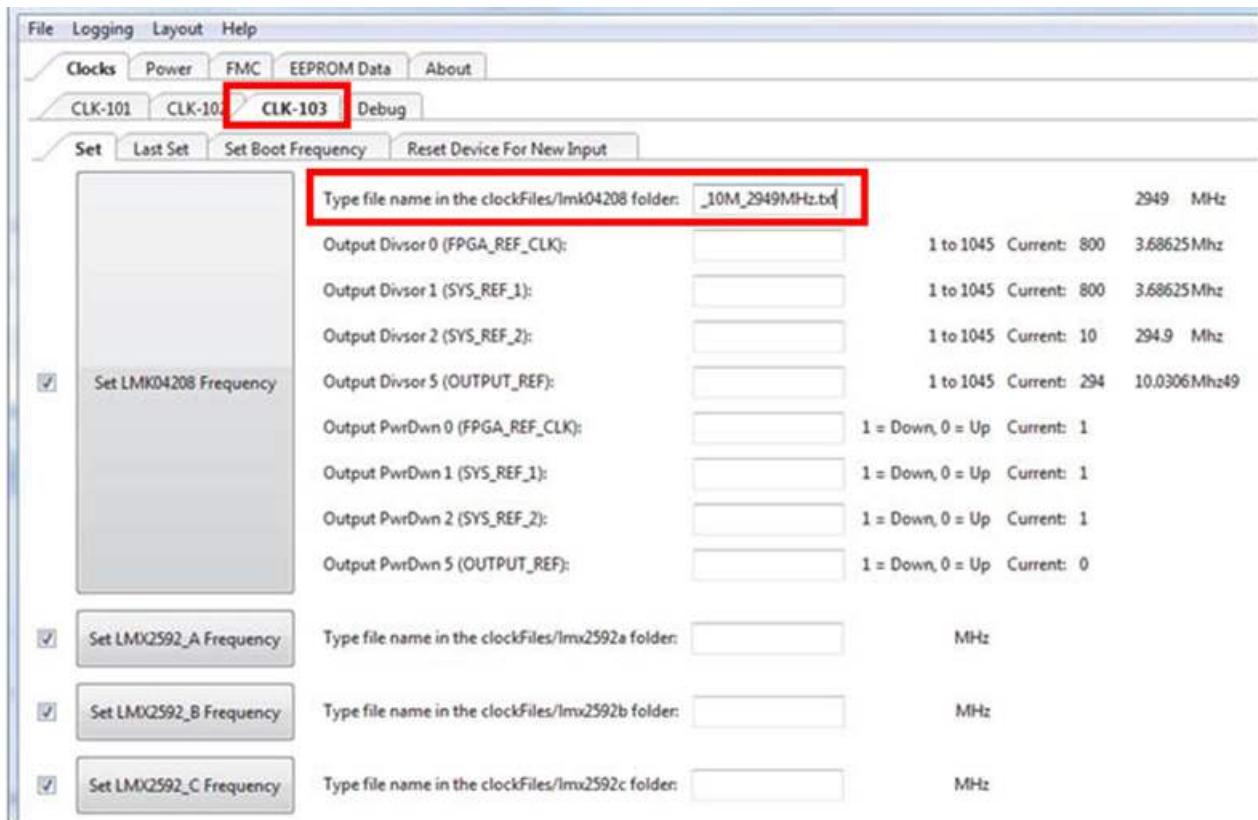 File Logging Layout Help
Clocks Power FMC EEPROM Data About
CLK-101 CLK-102 CLK-103 Debug
Set Last Set Set Boot Frequency Reset Device For New Input
Type file name in the clockFiles/lmk04208 folder: _10M_2949MHz.txt 2949 MHz
Output Divsor 0 (FPGA_REF_CLK): 1 to 1045 Current: 800 3.68625Mhz
Output Divsor 1 (SYS_REF_1): 1 to 1045 Current: 800 3.68625Mhz
Output Divsor 2 (SYS_REF_2): 1 to 1045 Current: 10 294.9 Mhz
Set LMK04208 Frequency Output Divsor 5 (OUTPUT_REF): 1 to 1045 Current: 294 10.0306Mhz49
Output PwrDwn 0 (FPGA_REF_CLK): 1 = Down, 0 = Up Current: 1
Output PwrDwn 1 (SYS_REF_1): 1 = Down, 0 = Up Current: 1
Output PwrDwn 2 (SYS_REF_2): 1 = Down, 0 = Up Current: 1
Output PwrDwn 5 (OUTPUT_REF): 1 = Down, 0 = Up Current: 0
Set LMX2592_A Frequency Type file name in the clockFiles/lmx2592a folder: MHz
Set LMX2592_B Frequency Type file name in the clockFiles/lmx2592b folder: MHz
Set LMX2592_C Frequency Type file name in the clockFiles/lmx2592c folder: MHz